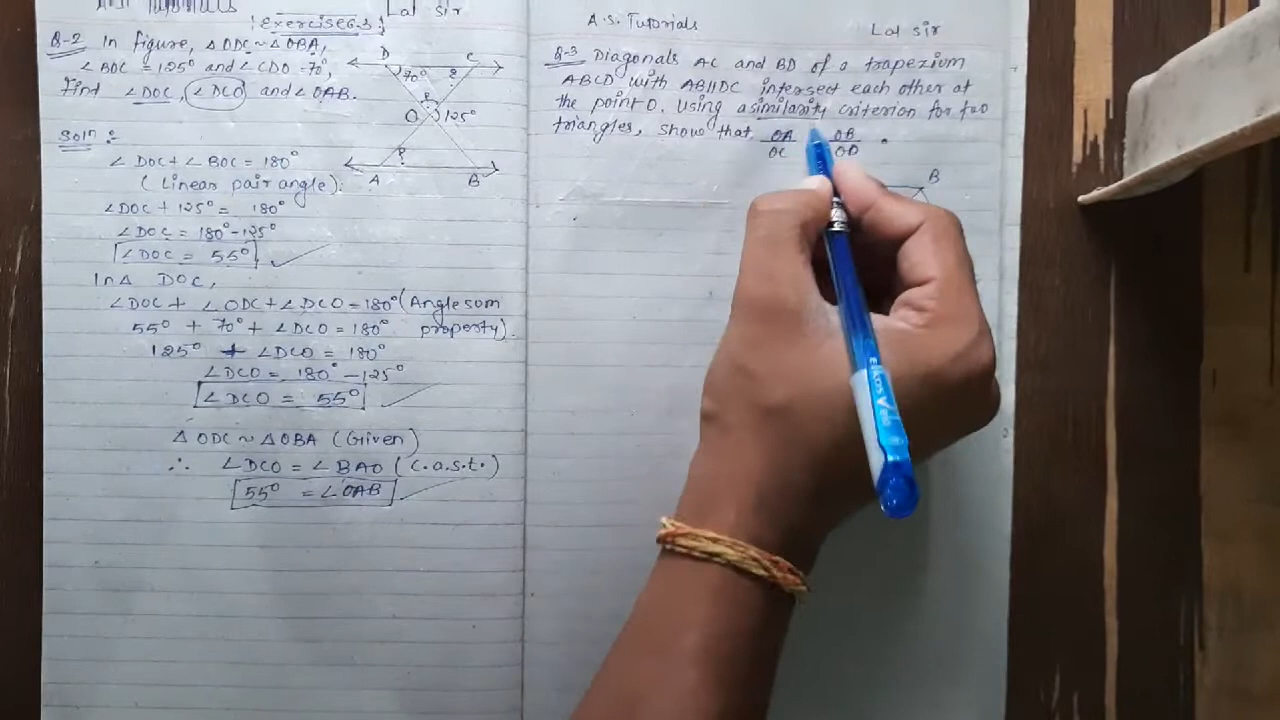 Lal sir
Exercise 6.3
Q-2 In figure, △ODC ~ △OBA,
∠BOC = 125° and ∠CDO = 70°,
Find ∠DOC, ∠DCO and ∠OAB.
D C
70° ?
?
O 125°
?
A B
Soln :
∠DOC + ∠BOC = 180°
(Linear pair angle).
∠DOC + 125° = 180°
∠DOC = 180° - 125°
∠DOC = 55°
In △ DOC,
∠DOC + ∠ODC + ∠DCO = 180° (Angle sum
55° + 70° + ∠DCO = 180° property).
125° + ∠DCO = 180°
∠DCO = 180° - 125°
∠DCO = 55°
△ ODC ~ △OBA (Given)
∴ ∠DCO = ∠BAO (C.a.s.t.)
55° = ∠OAB
A.S. Tutorials Lal sir
Q-3 Diagonals AC and BD of a trapezium
ABCD with AB||DC intersect each other at
the point O. Using a similarity criterion for two
triangles, show that OA/OC OB/OD .
B
elkos Velo